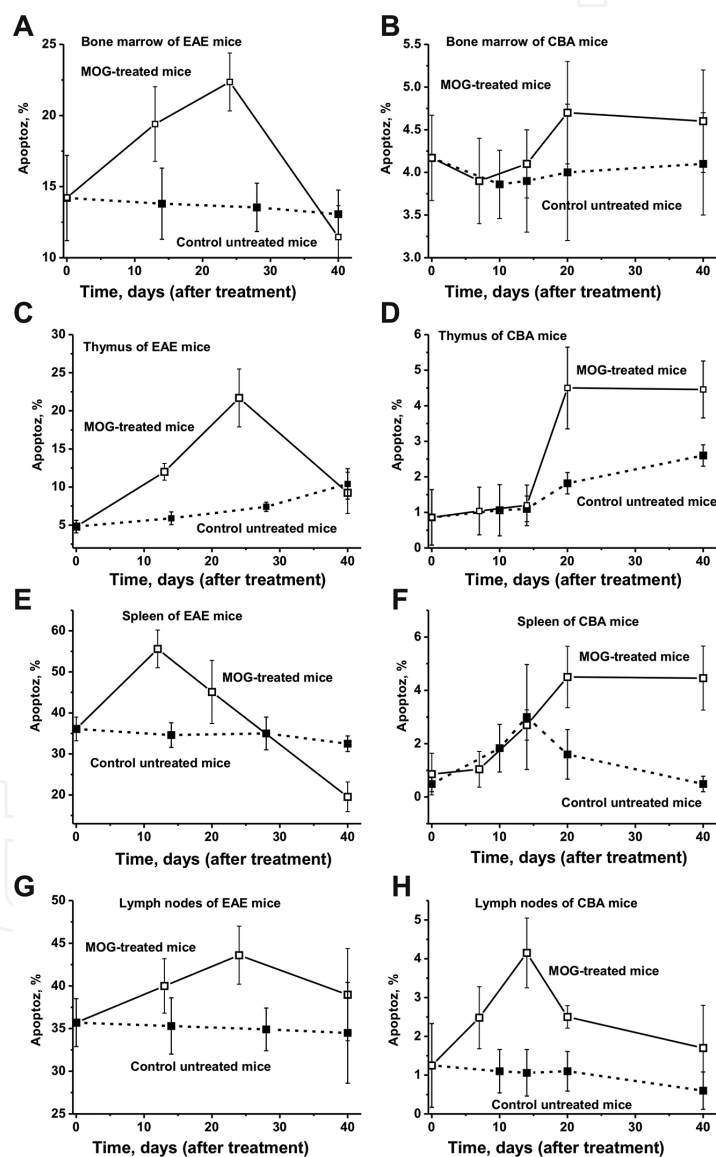 A
Bone marrow of EAE mice
MOG-treated mice
Control untreated mice
Apoptoz, %
25
20
15
10
0
10
20
30
40
Time, days (after treatment)
B
Bone marrow of CBA mice
MOG-treated mice
Control untreated mice
Apoptoz, %
5.5
5.0
4.5
4.0
3.5
3.0
0
10
20
30
40
Time, days (after treatment)
C
Thymus of EAE mice
MOG-treated mice
Control untreated mice
Apoptoz, %
30
25
20
15
10
5
0
10
20
30
40
Time, days (after treatment)
D
Thymus of CBA mice
MOG-treated mice
Control untreated mice
Apoptoz, %
6
5
4
3
2
1
0
0
10
20
30
40
Time, days (after treatment)
E
Spleen of EAE mice
MOG-treated mice
Control untreated mice
Apoptoz, %
60
50
40
30
20
0
10
20
30
40
Time, days (after treatment)
F
Spleen of CBA mice
MOG-treated mice
Control untreated mice
Apoptoz, %
6
4
2
0
0
10
20
30
40
Time, days (after treatment)
G
Lymph nodes of EAE mice
MOG-treated mice
Control untreated mice
Apoptoz, %
50
45
40
35
30
25
0
10
20
30
40
Time, days (after treatment)
H
Lymph nodes of CBA mice
MOG-treated mice
Control untreated mice
Apoptoz, %
5
4
3
2
1
0
0
10
20
30
40
Time, days (after treatment)